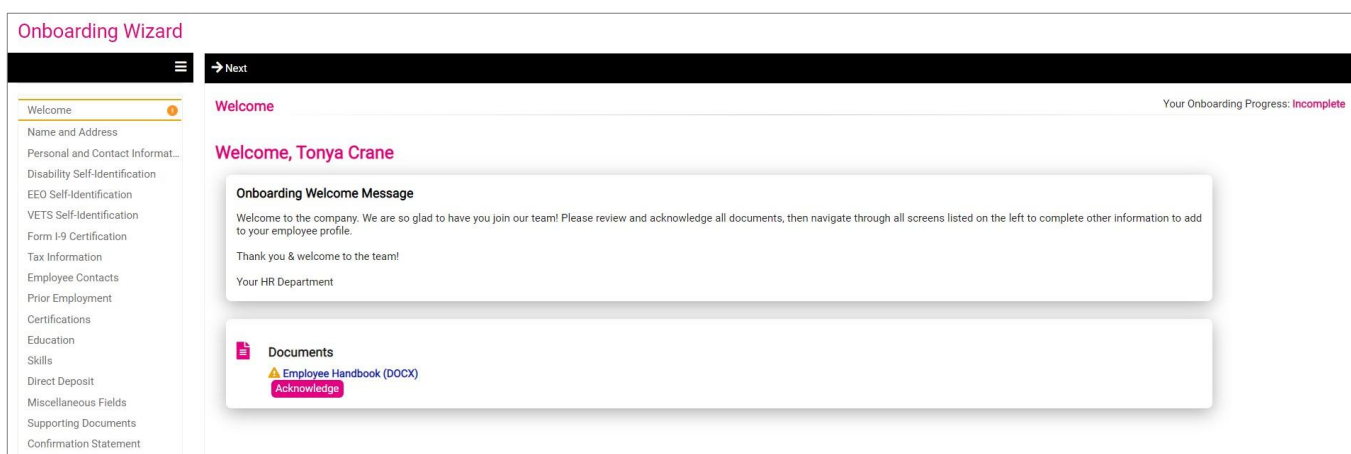 Onboarding Wizard
Next
Welcome
Name and Address
Personal and Contact Informat...
Disability Self-Identification
EEO Self-Identification
VETS Self-Identification
Form I-9 Certification
Tax Information
Employee Contacts
Prior Employment
Certifications
Education
Skills
Direct Deposit
Miscellaneous Fields
Supporting Documents
Confirmation Statement
Welcome
Your Onboarding Progress: Incomplete
Welcome, Tonya Crane
Onboarding Welcome Message
Welcome to the company. We are so glad to have you join our team! Please review and acknowledge all documents, then navigate through all screens listed on the left to complete other information to add
to your employee profile.
Thank you & welcome to the team!
Your HR Department
Documents
Employee Handbook (DOCX)
Acknowledge